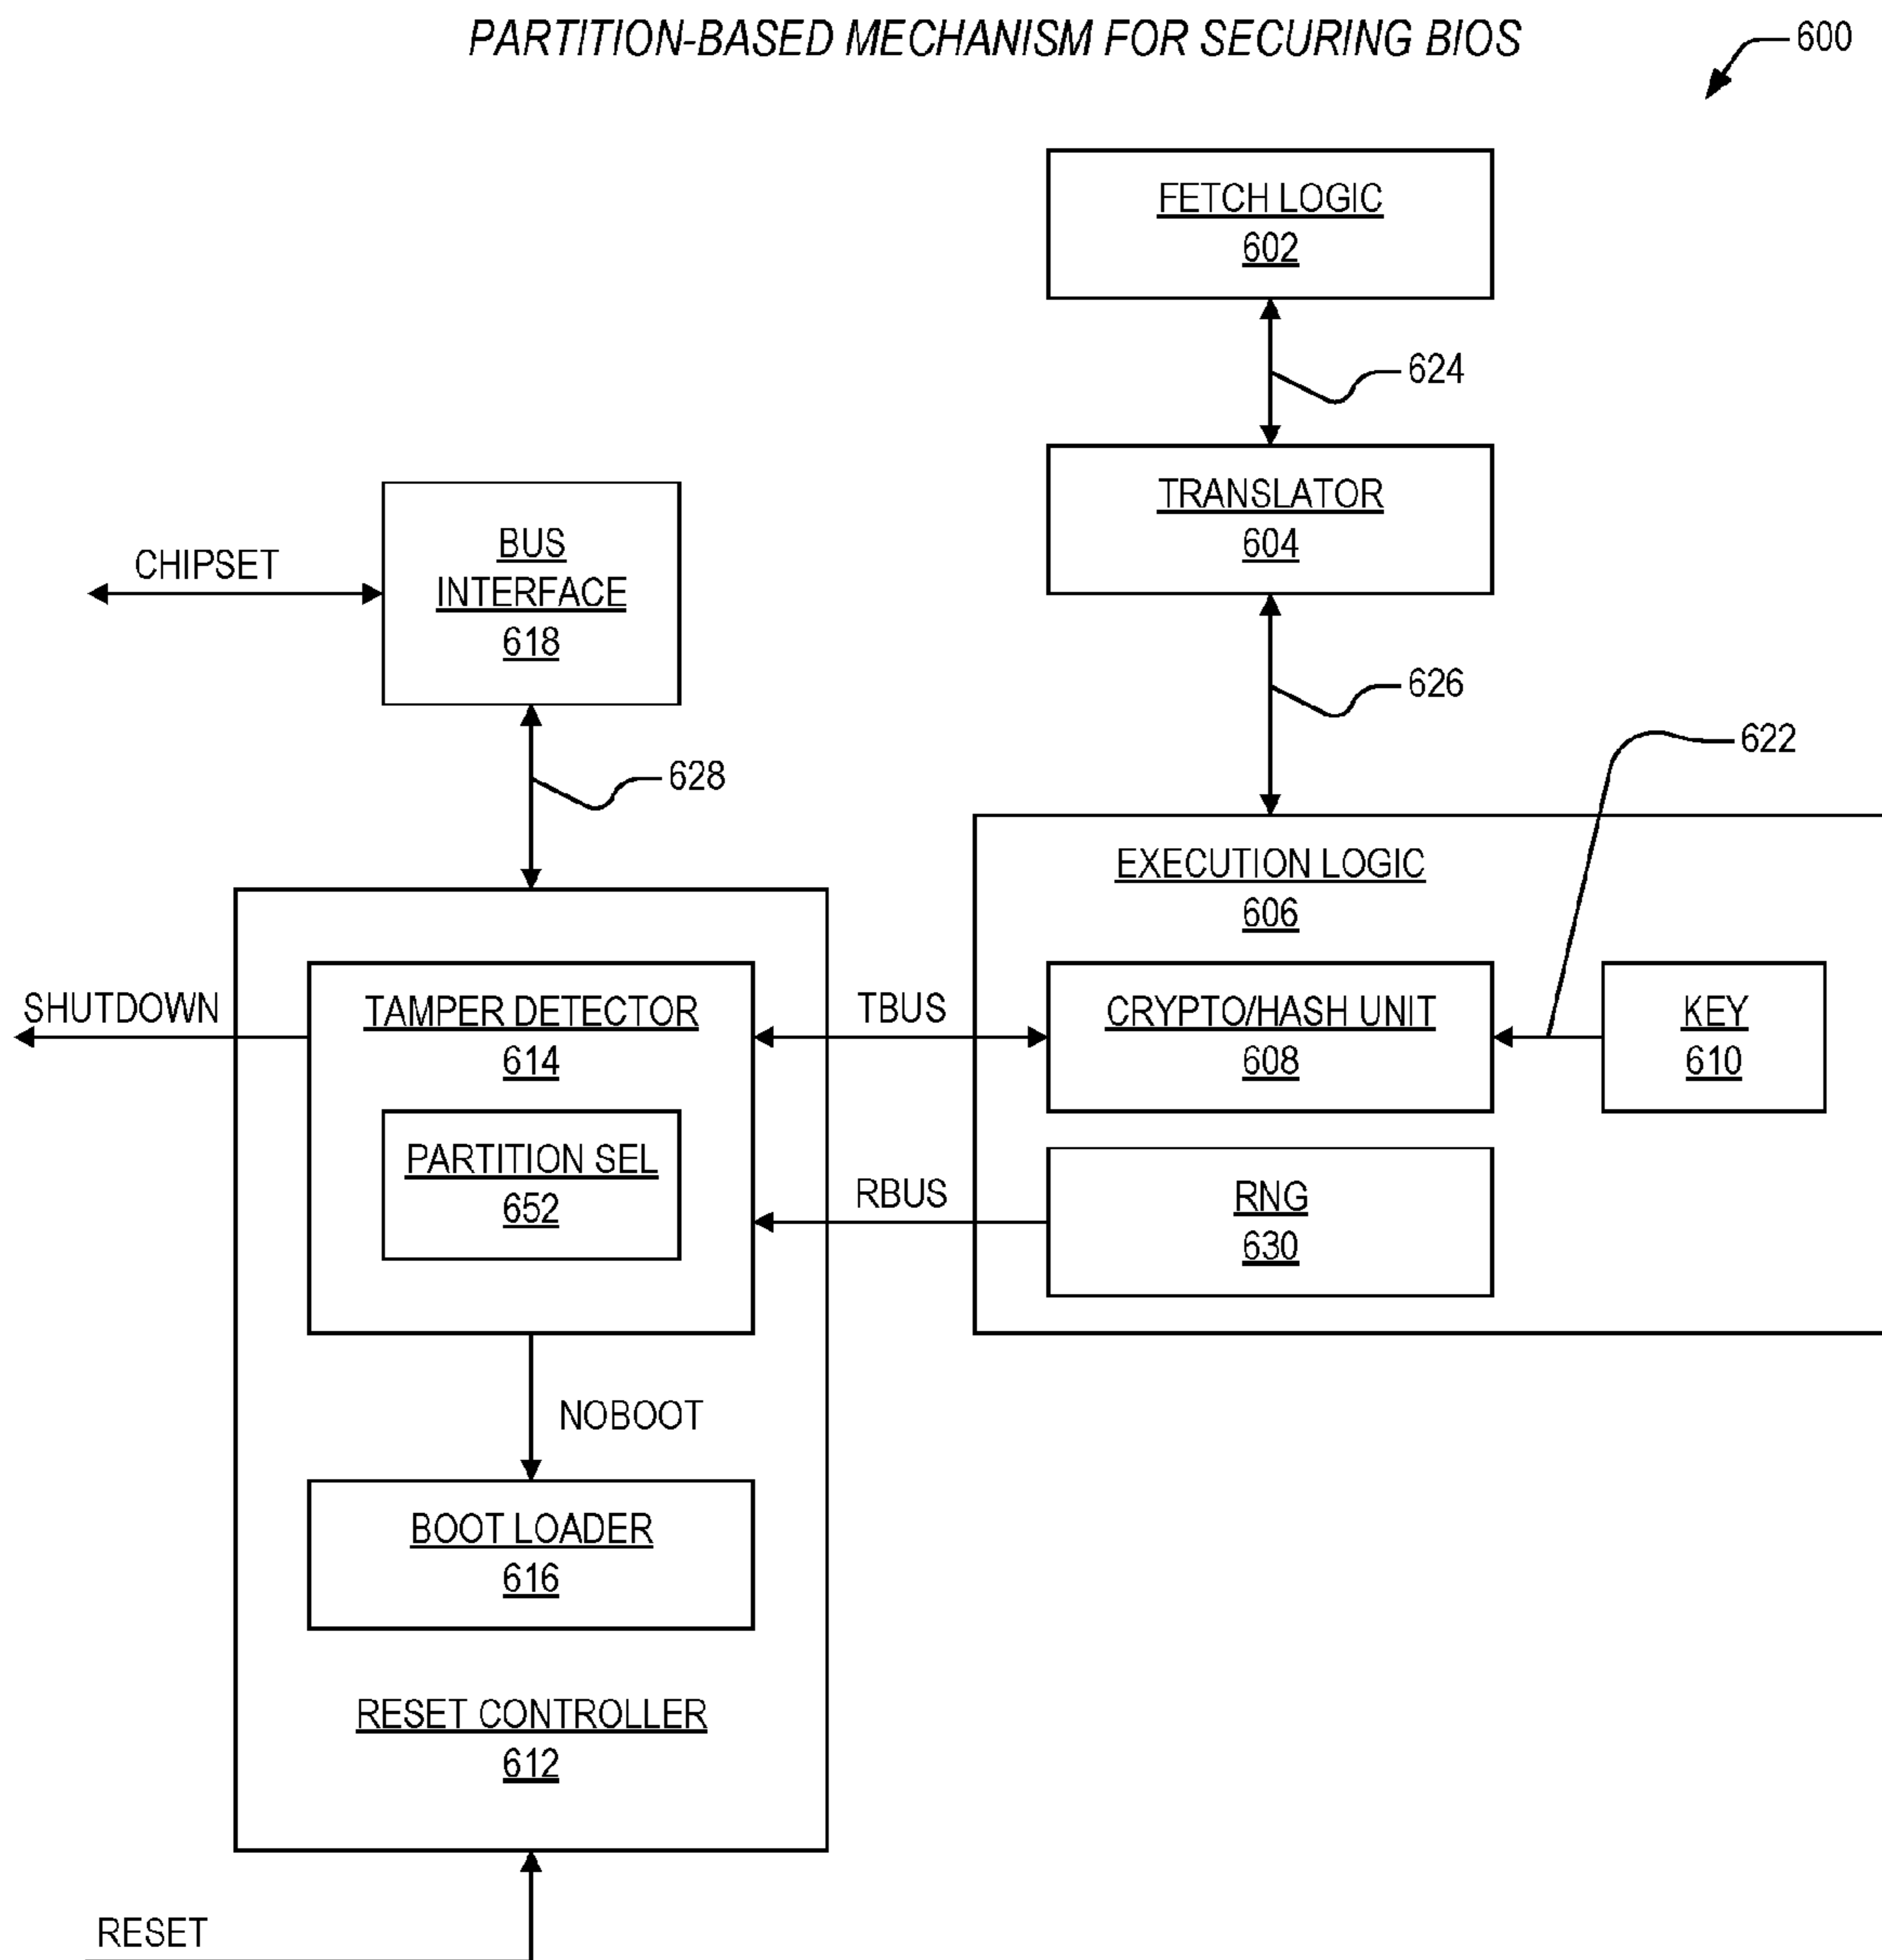 PARTITION-BASED MECHANISM FOR SECURING BIOS
600
FETCH LOGIC
602
624
TRANSLATOR
604
BUS
INTERFACE
618
CHIPSET
626
622
628
EXECUTION LOGIC
606
SHUTDOWN
TAMPER DETECTOR
614
TBUS
CRYPTO/HASH UNIT
608
KEY
610
PARTITION SEL
652
RBUS
RNG
630
NOBOOT
BOOT LOADER
616
RESET CONTROLLER
612
RESET